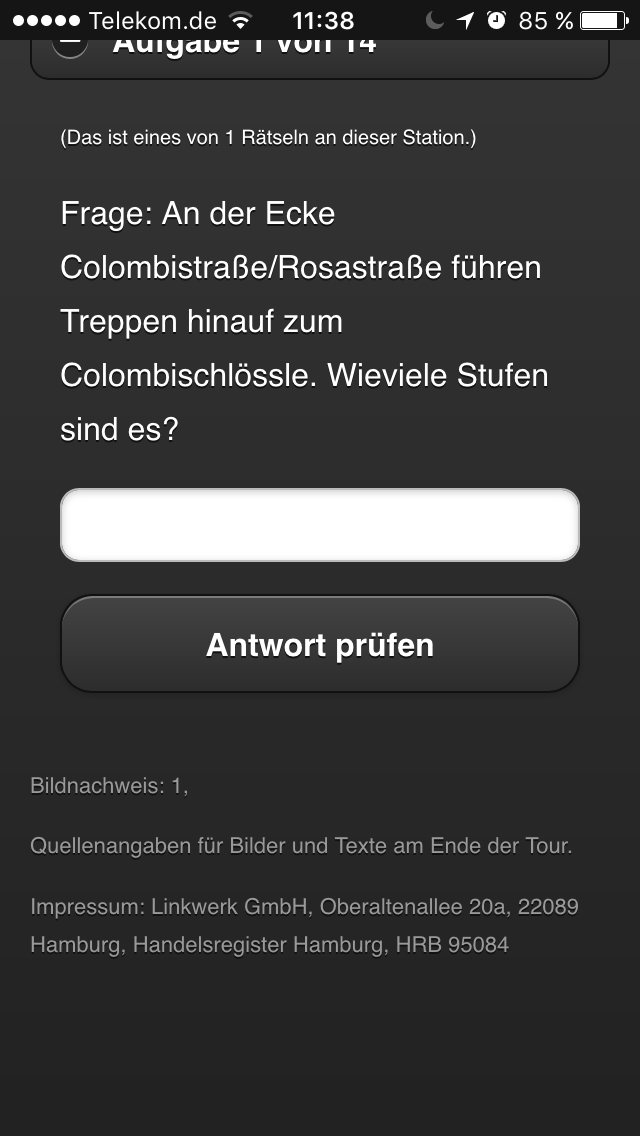 Telekom.de 11:38 85 %
Aufgabe 1 von 14
(Das ist eines von 1 Rätseln an dieser Station.)
Frage: An der Ecke
Colombistraße/Rosastraße führen
Treppen hinauf zum
Colombischlössle. Wieviele Stufen
sind es?
Antwort prüfen
Bildnachweis: 1,
Quellenangaben für Bilder und Texte am Ende der Tour.
Impressum: Linkwerk GmbH, Oberaltenallee 20a, 22089
Hamburg, Handelsregister Hamburg, HRB 95084